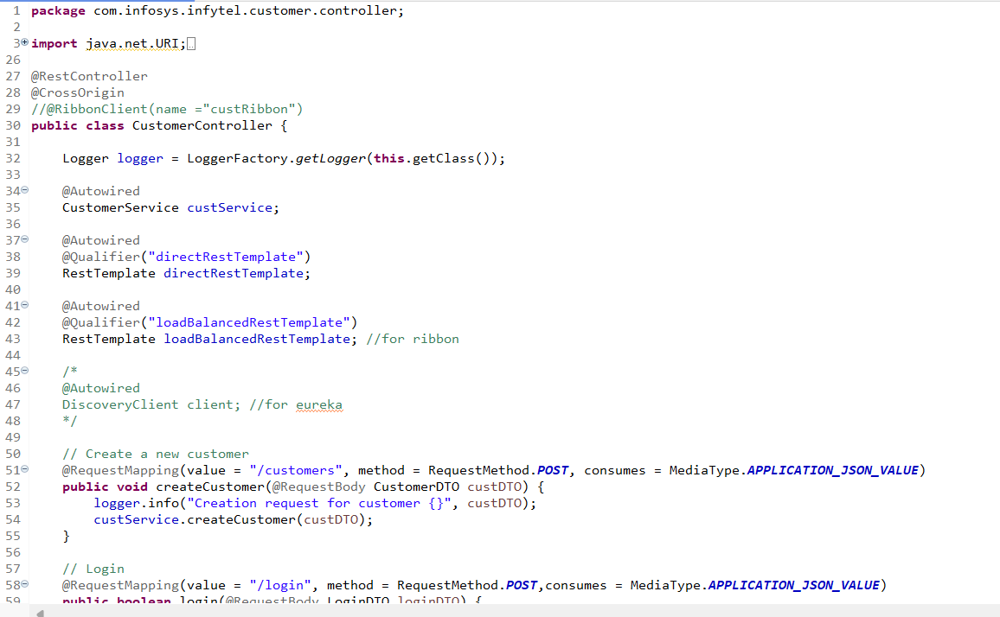 1 package com.infosys.infytel.customer.controller;
2
3 import java.net.URI;
26
27 @RestController
28 @CrossOrigin
29 //@RibbonClient(name ="custRibbon")
30 public class CustomerController {
31
32 Logger logger = LoggerFactory.getLogger(this.getClass());
33
34 @Autowired
35 CustomerService custService;
36
37 @Autowired
38 @Qualifier("directRestTemplate")
39 RestTemplate directRestTemplate;
40
41 @Autowired
42 @Qualifier("loadBalancedRestTemplate")
43 RestTemplate loadBalancedRestTemplate; //for ribbon
44
45 /*
46 @Autowired
47 DiscoveryClient client; //for eureka
48 */
49
50 // Create a new customer
51 @RequestMapping(value = "/customers", method = RequestMethod.POST, consumes = MediaType.APPLICATION_JSON_VALUE)
52 public void createCustomer(@RequestBody CustomerDTO custDTO) {
53 logger.info("Creation request for customer {}", custDTO);
54 custService.createCustomer(custDTO);
55 }
56
57 // Login
58 @RequestMapping(value = "/login", method = RequestMethod.POST,consumes = MediaType.APPLICATION_JSON_VALUE)
59 public boolean login(@RequestBody LoginDTO loginDTO) {